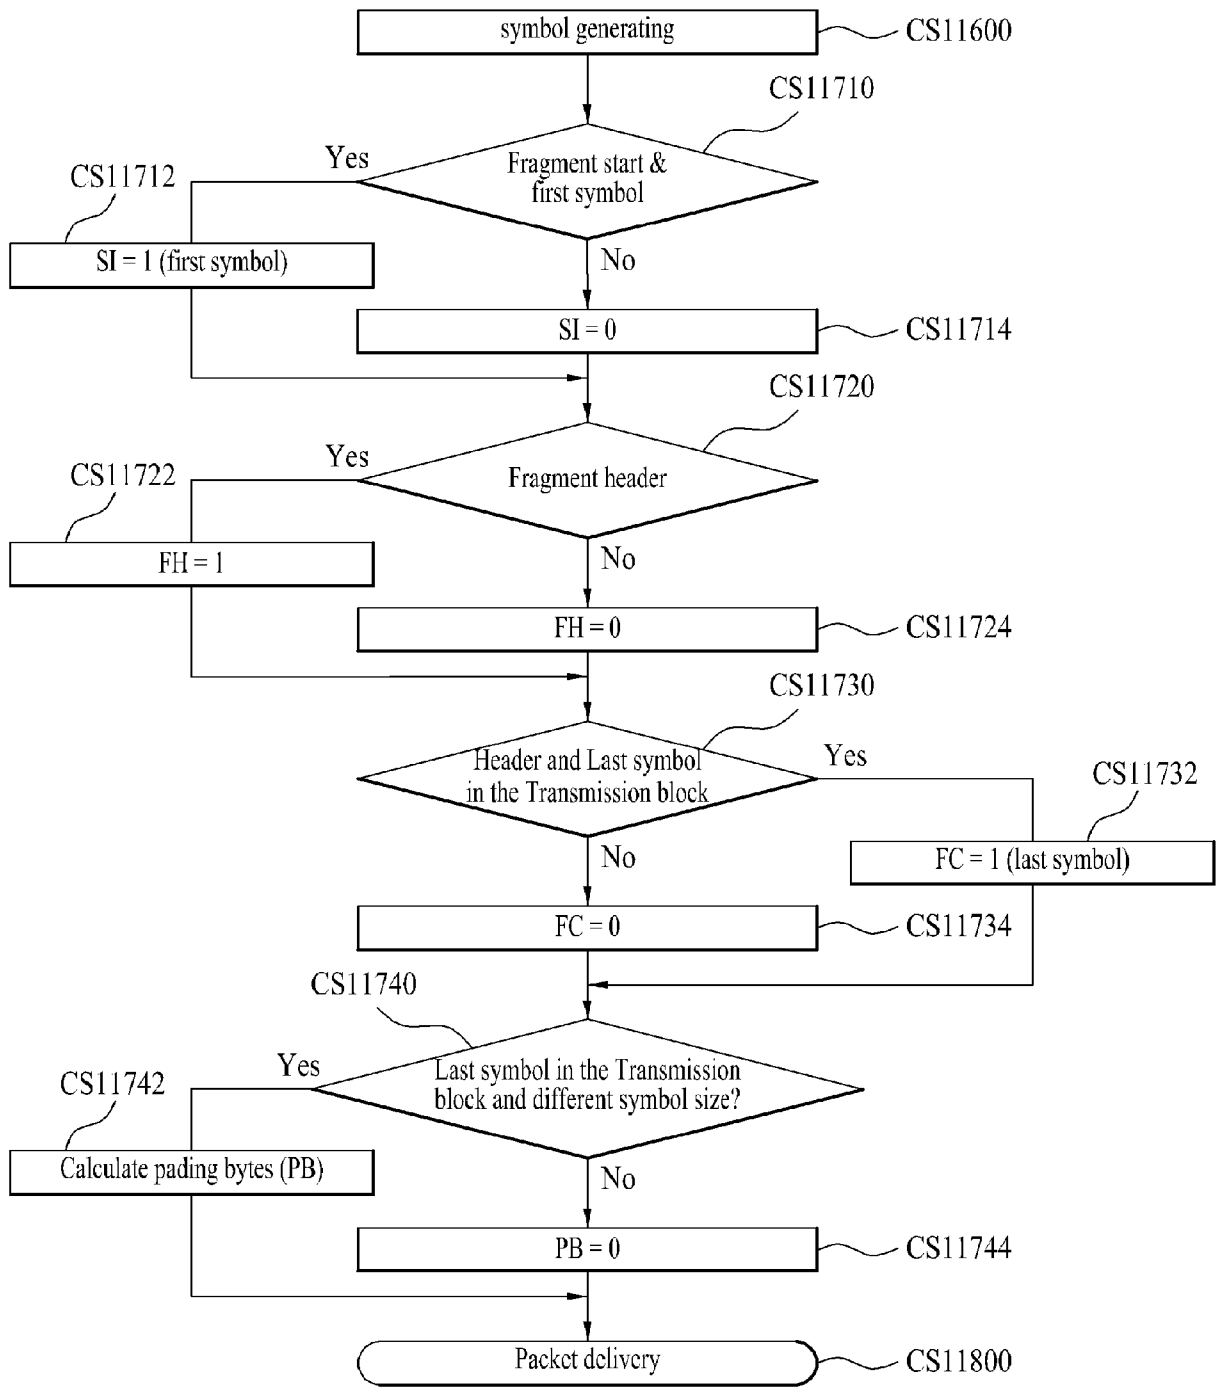 symbol generating
CS11600
CS11710
Fragment start &
first symbol
Yes
CS11712
SI = 1 (first symbol)
No
SI = 0
CS11714
CS11720
Yes
Fragment header
CS11722
FH = 1
No
FH = 0
CS11724
CS11730
Header and Last symbol
in the Transmission block
Yes
CS11732
FC = 1 (last symbol)
No
FC = 0
CS11734
CS11740
Yes
Last symbol in the Transmission
block and different symbol size?
CS11742
Calculate pading bytes (PB)
No
PB = 0
CS11744
Packet delivery
CS11800